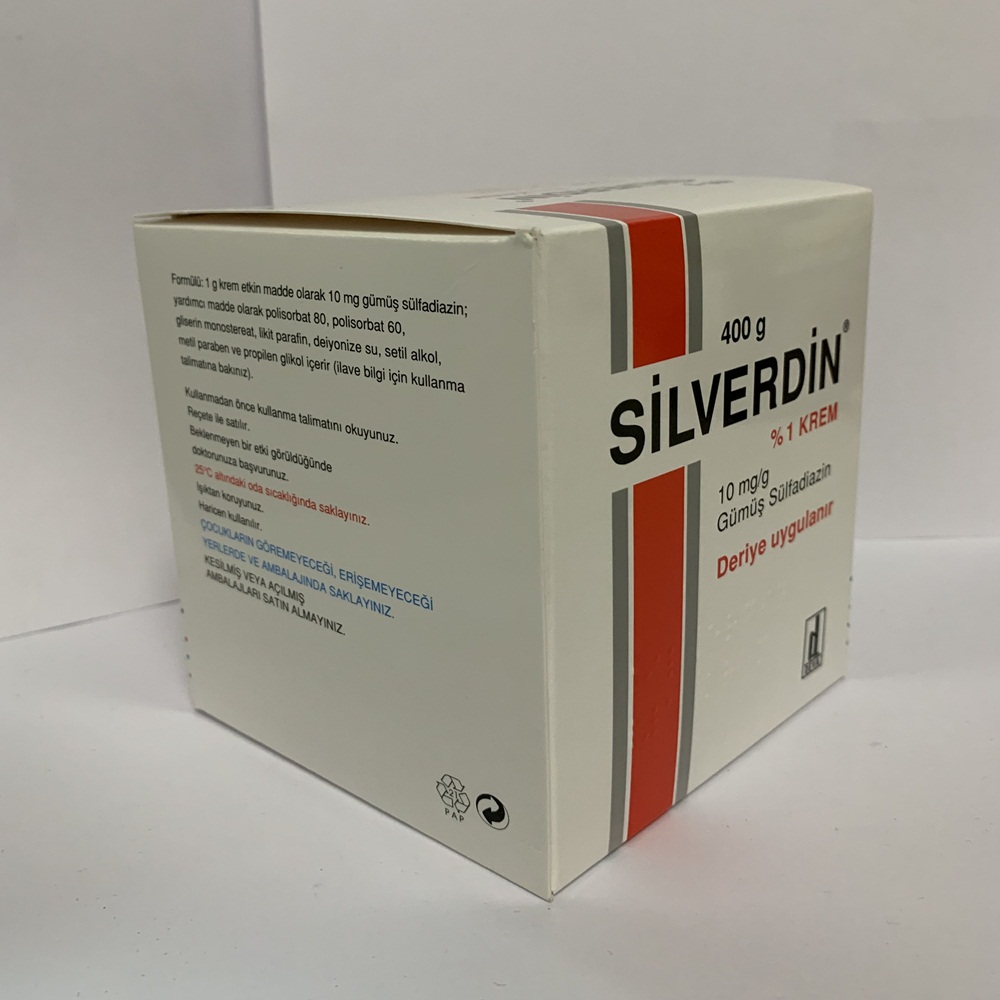 Formülü: 1 g krem etkin madde olarak 10 mg gümüş sülfadiazin;
yardımcı madde olarak polisorbat 80, polisorbat 60,
gliserin monostereat, likit parafin, deiyonize su, setil alkol,
metil paraben ve propilen glikol içerir (ilave bilgi için kullanma
talimatına bakınız).
Kullanmadan önce kullanma talimatını okuyunuz.
Reçete ile satılır.
Beklenmeyen bir etki görüldüğünde
doktorunuza başvurunuz.
25°C altındaki oda sıcaklığında saklayınız.
Işıktan koruyunuz.
Haricen kullanılır.
ÇOCUKLARIN GÖREMEYECEĞİ, ERİŞEMEYECEĞİ
YERLERDE VE AMBALAJINDA SAKLAYINIZ.
KESİLMİŞ VEYA AÇILMIŞ
AMBALAJLARI SATIN ALMAYINIZ.
21
PAP
400 g
SİLVERDİN®
%1 KREM
10 mg/g
Gümüş Sülfadiazin
Deriye uygulanır